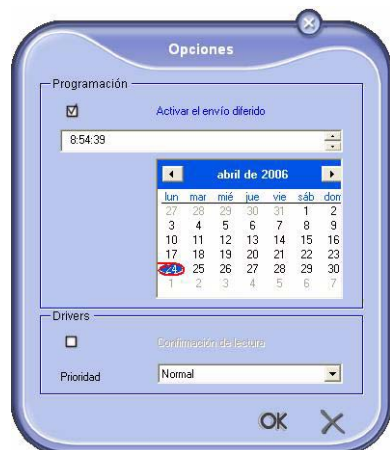 Opciones
Programación
Activar el envío diferido
8:54:39
abril de 2006
lun mar mié jue vie sáb dom
27 28 29 30 31 1 2
3 4 5 6 7 8 9
10 11 12 13 14 15 16
17 18 19 20 21 22 23
24 25 26 27 28 29 30
1 2 3 4 5 6 7
Drivers
Confirmación de lectura
Prioridad Normal
OK